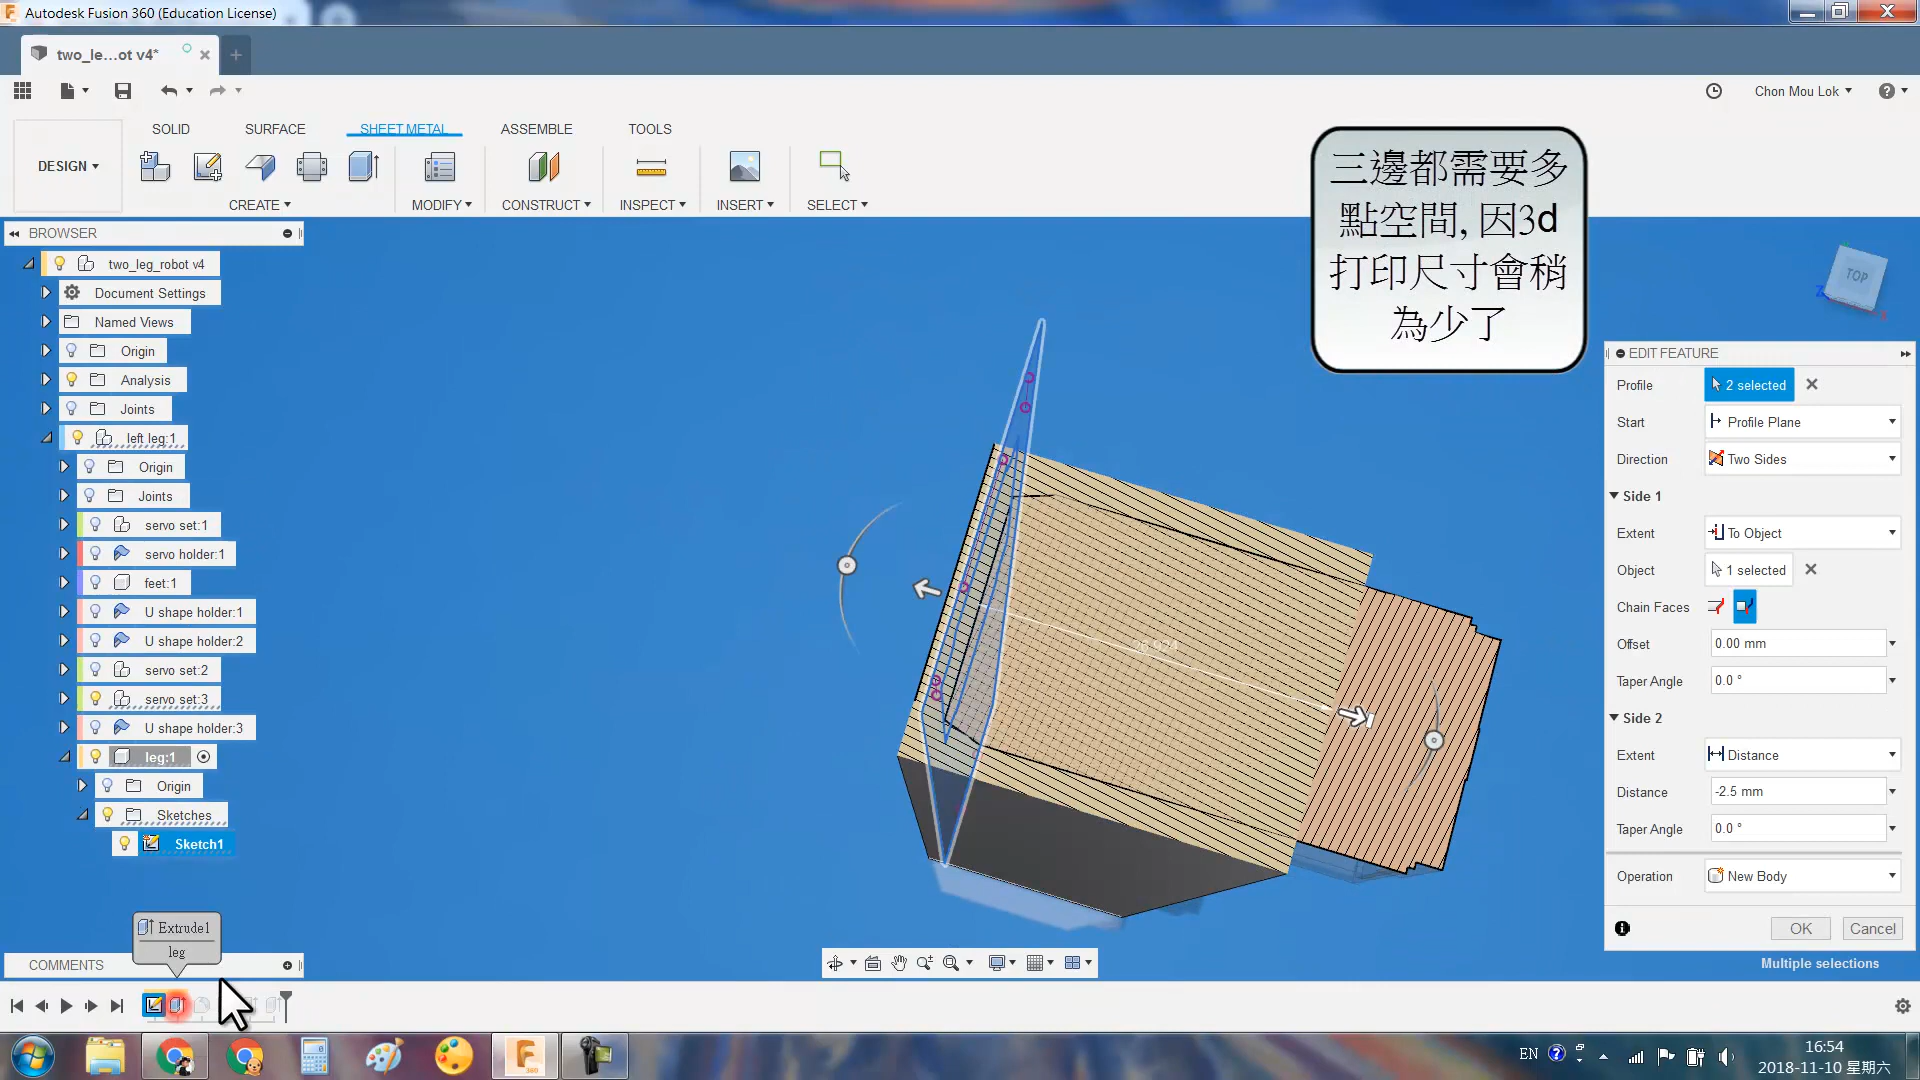 Autodesk Fusion 360 (Education License)
two_le...ot v4*
Chon Mou Lok
DESIGN
SOLID
SURFACE
SHEET METAL
ASSEMBLE
TOOLS
CREATE
MODIFY
CONSTRUCT
INSPECT
INSERT
SELECT
三邊都需要多
點空間, 因3d
打印尺寸會稍
為少了
TOP
BROWSER
two_leg_robot v4
Document Settings
Named Views
Origin
Analysis
Joints
left leg:1
Origin
Joints
servo set:1
servo holder:1
feet:1
U shape holder:1
U shape holder:2
servo set:2
servo set:3
U shape holder:3
leg:1
Origin
Sketches
Sketch1
26.924
EDIT FEATURE
Profile
2 selected
Start
Profile Plane
Direction
Two Sides
Side 1
Extent
To Object
Object
1 selected
Chain Faces
Offset
0.00 mm
Taper Angle
0.0 °
Side 2
Extent
Distance
Distance
-2.5 mm
Taper Angle
0.0 °
Operation
New Body
OK
Cancel
Multiple selections
Extrude1
leg
COMMENTS
EN
16:54
2018-11-10 星期六